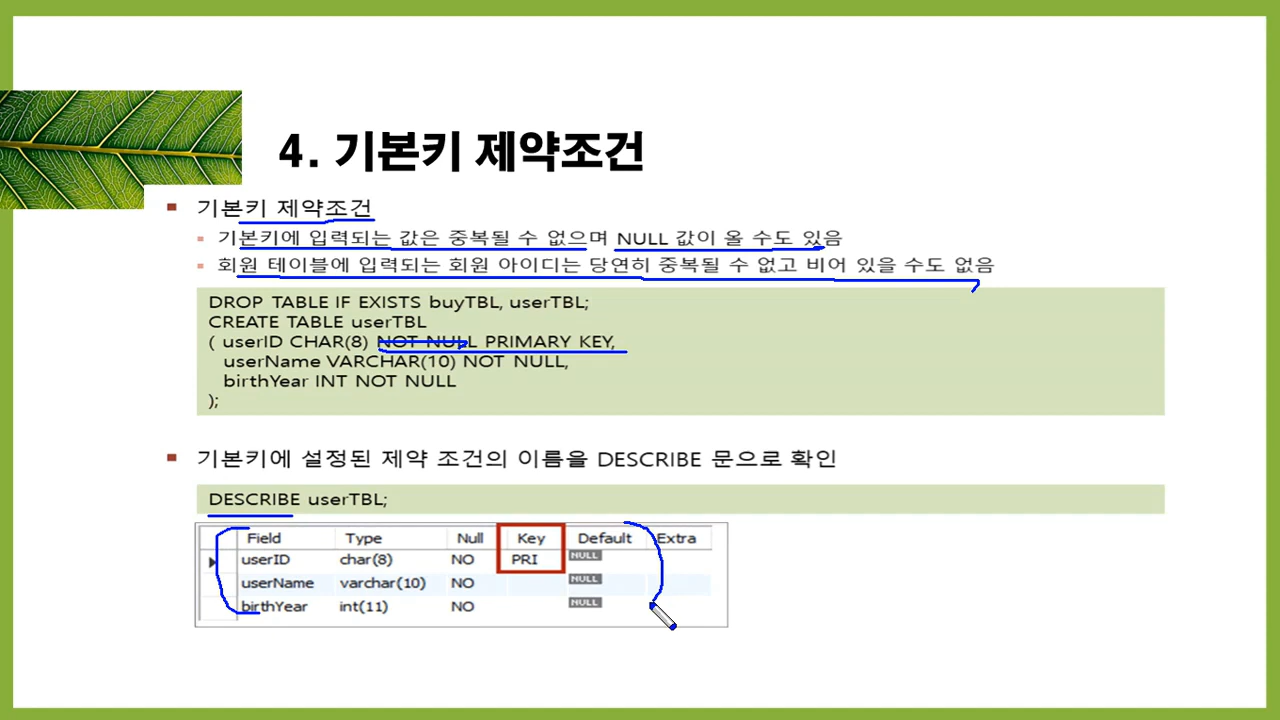 4. 기본키 제약조건
기본키 제약조건
기본키에 입력되는 값은 중복될 수 없으며 NULL 값이 올 수도 있음
회원 테이블에 입력되는 회원 아이디는 당연히 중복될 수 없고 비어 있을 수도 없음
DROP TABLE IF EXISTS buyTBL, userTBL;
CREATE TABLE userTBL
( userID CHAR(8) NOT NULL PRIMARY KEY,
userName VARCHAR(10) NOT NULL,
birthYear INT NOT NULL
);
기본키에 설정된 제약 조건의 이름을 DESCRIBE 문으로 확인
DESCRIBE userTBL;
Field Type Null Key Default Extra
userID char(8) NO PRI NULL
userName varchar(10) NO NULL
birthYear int(11) NO NULL